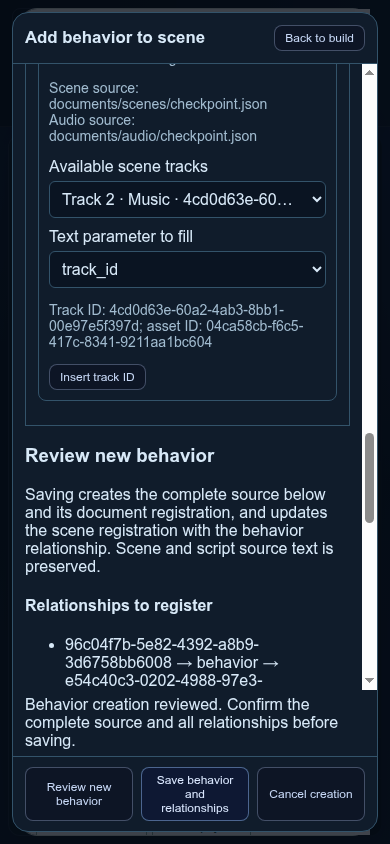 Add behavior to scene
Back to build
Scene source:
documents/scenes/checkpoint.json
Audio source:
documents/audio/checkpoint.json
Available scene tracks
Track 2 · Music · 4cd0d63e-60…
Text parameter to fill
track_id
Track ID: 4cd0d63e-60a2-4ab3-8bb1-
00e97e5f397d; asset ID: 04ca58cb-f6c5-
417c-8341-9211aa1bc604
Insert track ID
Review new behavior
Saving creates the complete source below
and its document registration, and updates
the scene registration with the behavior
relationship. Scene and script source text is
preserved.
Relationships to register
• 96c04f7b-5e82-4392-a8b9-
3d6758bb6008 → behavior →
e54c40c3-0202-4988-97e3-
Behavior creation reviewed. Confirm the
complete source and all relationships before
saving.
Review new
behavior
Save behavior
and
relationships
Cancel creation